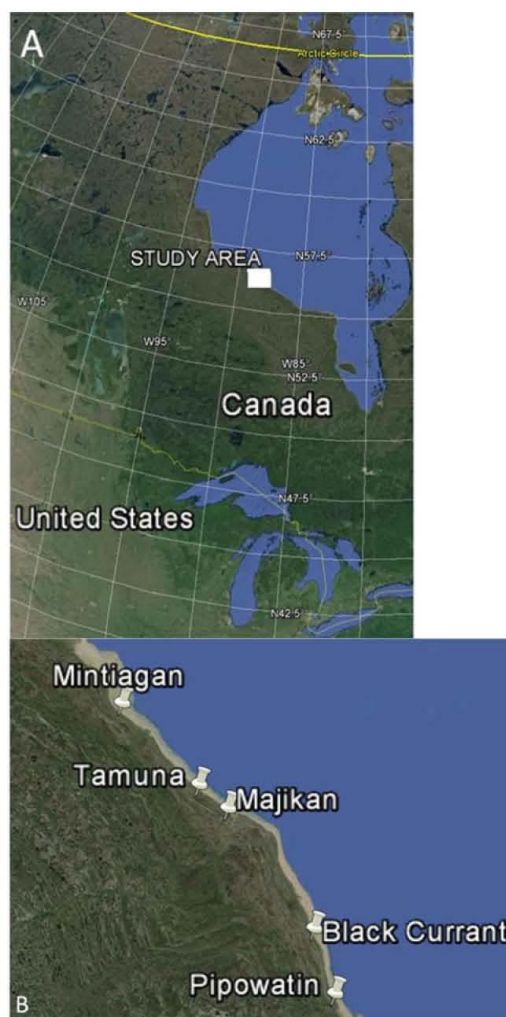 A
N67-5°
Arctic Circle
N62-5°
N57-5°
STUDY AREA
W105°
W95°
W85°
N52-5°
Canada
N47-5°
United States
N42-5°
Mintiagan
Tamuna
Majikan
Black Currant
Pipowatin
B